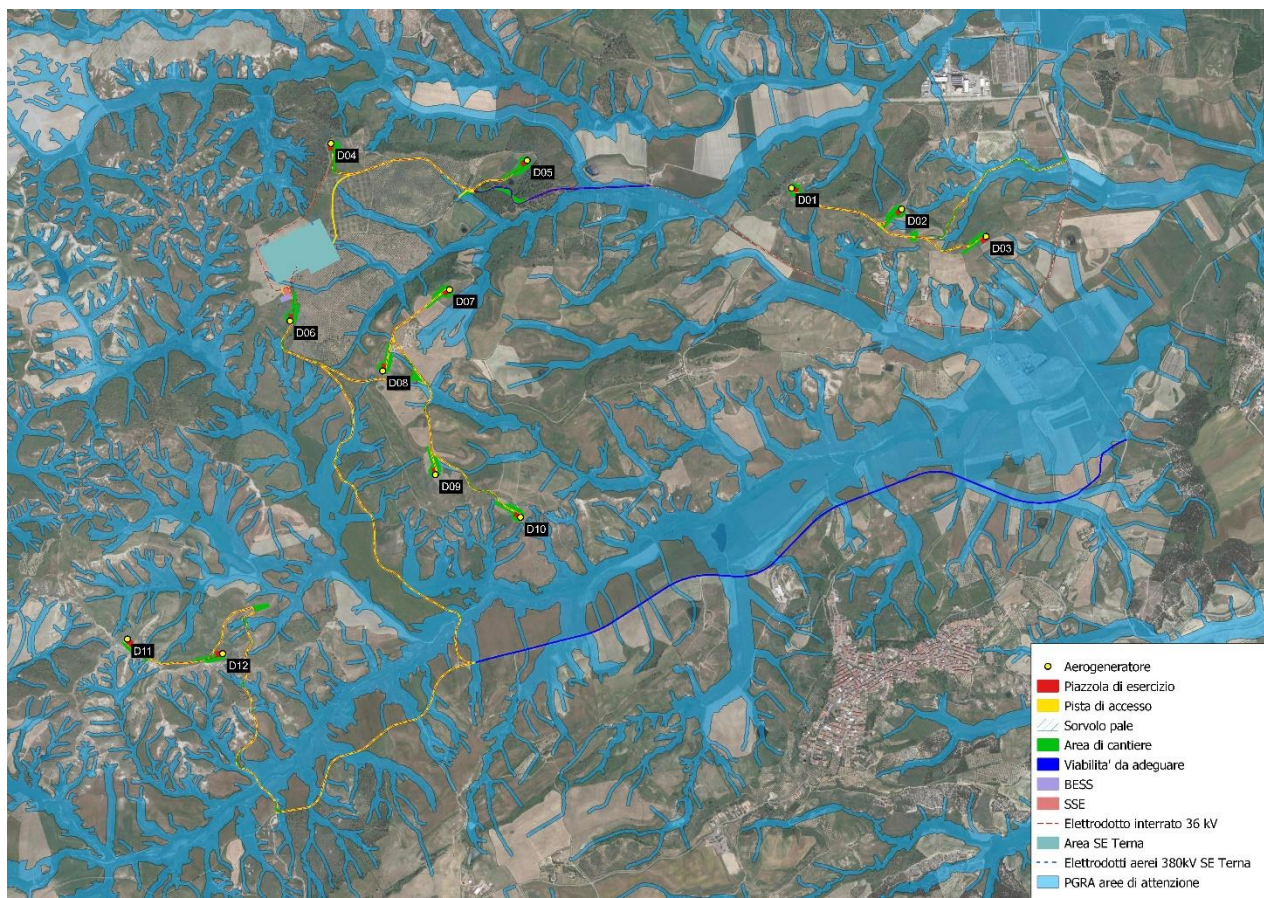 D04
D05
D01
D02
D03
D07
D06
D08
D09
D10
D11
D12
Aerogeneratore
Piazzola di esercizio
Pista di accesso
Sorvolo pale
Area di cantiere
Viabilita' da adeguare
BESS
SSE
Elettrodotto interrato 36 kV
Area SE Terna
Elettrodotti aerei 380kV SE Terna
PGRA aree di attenzione